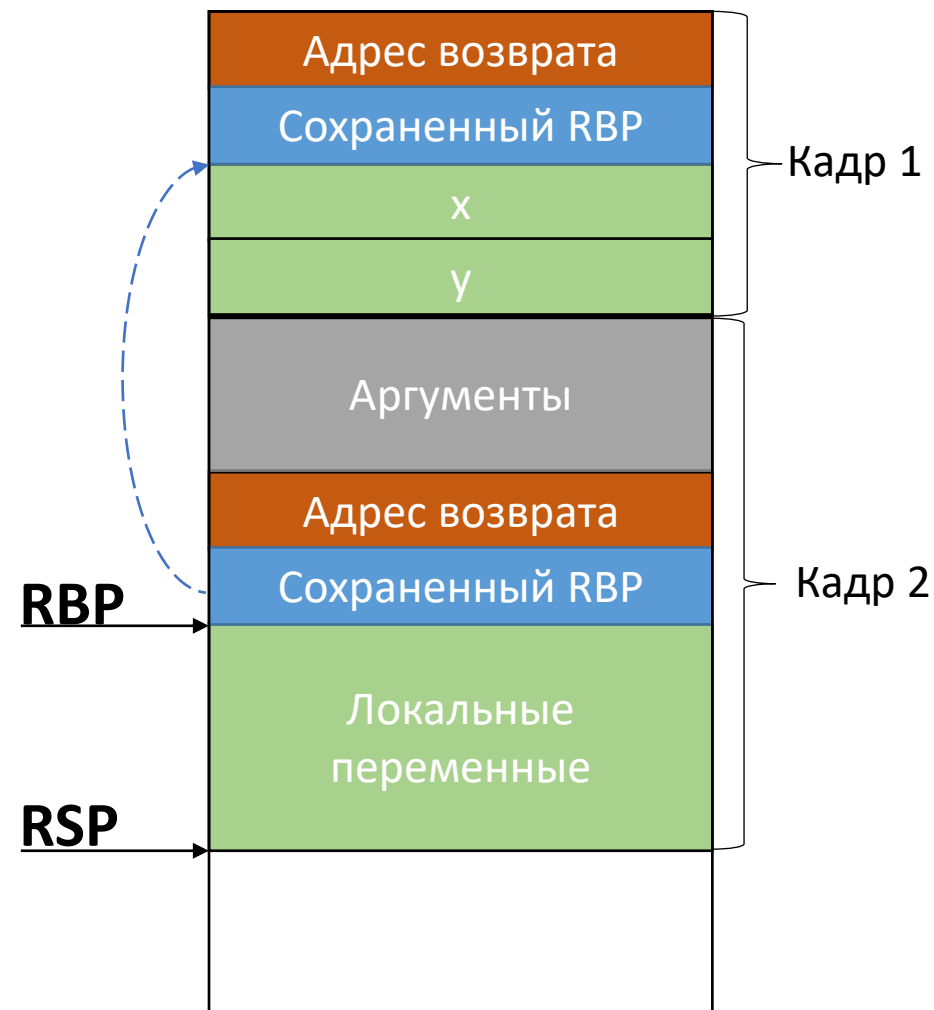 Адрес возврата
Сохраненный RBP
x
y
Кадр 1
Аргументы
Адрес возврата
Сохраненный RBP
RBP
Кадр 2
Локальные
переменные
RSP